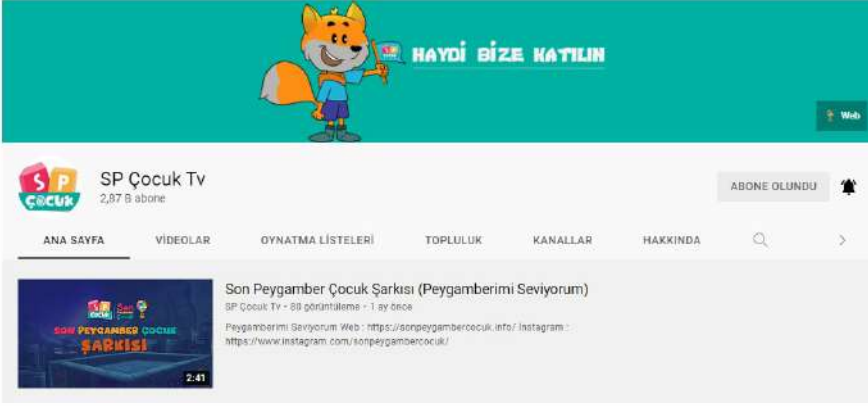 HAYDİ BİZE KATILIN
Web
SP Çocuk Tv
2,87 B abone
ABONE OLUNDU
ANA SAYFA VİDEOLAR OYNATMA LİSTELERİ TOPLULUK KANALLAR HAKKINDA
Son Peygamber Çocuk Şarkısı (Peygamberimi Seviyorum)
SP Çocuk Tv • 88 görüntüleme • 1 ay önce
Peygamberimi Seviyorum Web : https://sonpeygambercocuk.info/ Instagram :
https://www.instagram.com/sonpeygambercocuk/
SP ÇOCUK
SON PEYGAMBER ÇOCUK
ŞARKISI
2:41